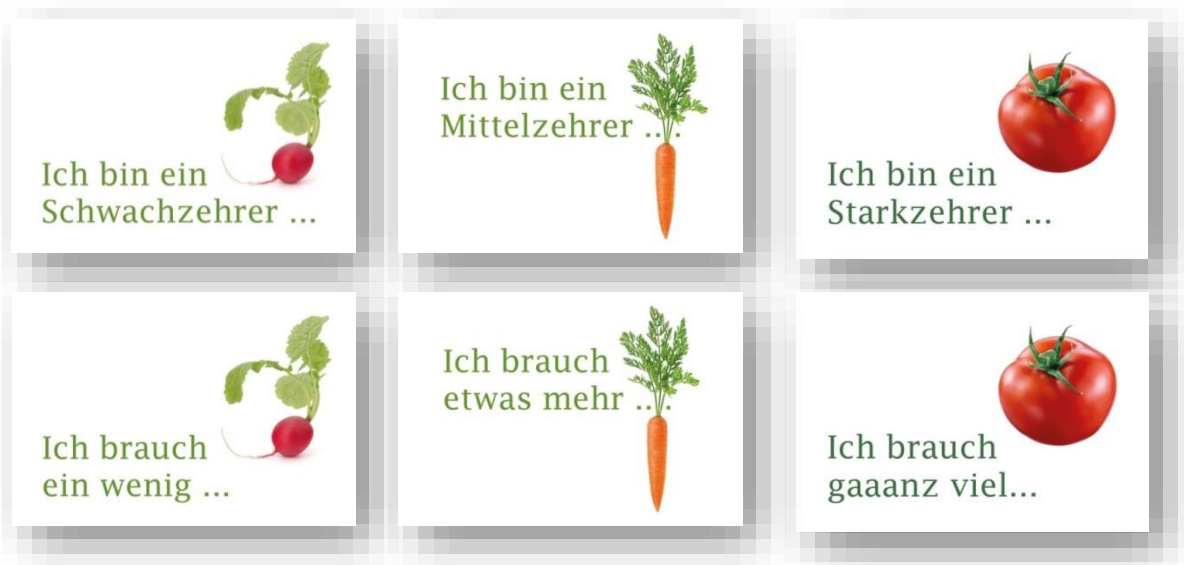 Ich bin ein
Schwachzehrer ...
Ich bin ein
Mittelzehrer ....
Ich bin ein
Starkzehrer ...
Ich brauch
ein wenig ...
Ich brauch
etwas mehr ....
Ich brauch
gaaanz viel...